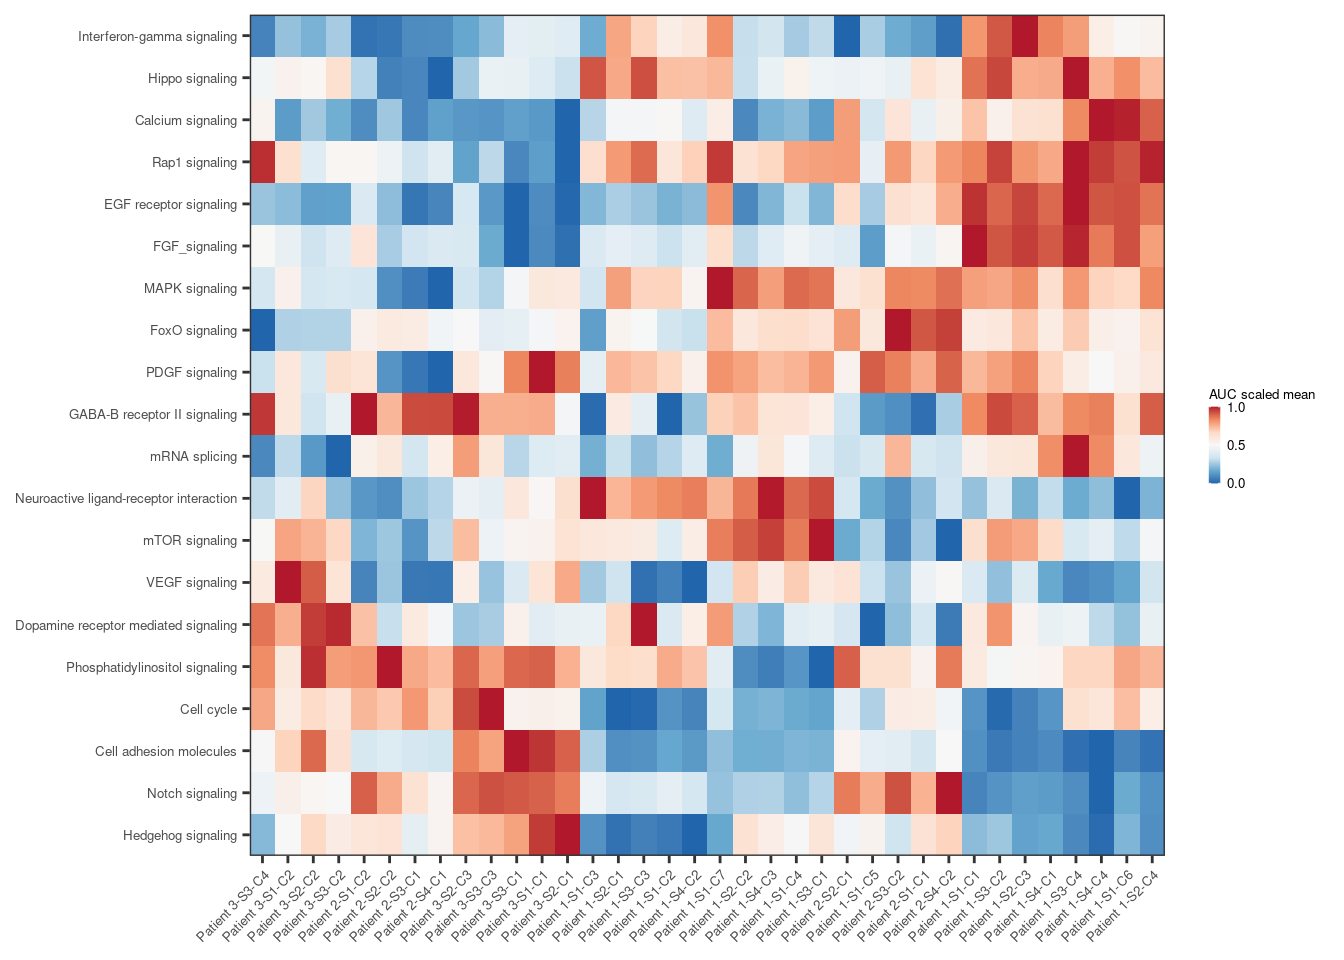 Interferon-gamma signaling
Hippo signaling
Calcium signaling
Rap1 signaling
EGF receptor signaling
FGF_signaling
MAPK signaling
FoxO signaling
PDGF signaling
GABA-B receptor II signaling
mRNA splicing
Neuroactive ligand-receptor interaction
mTOR signaling
VEGF signaling
Dopamine receptor mediated signaling
Phosphatidylinositol signaling
Cell cycle
Cell adhesion molecules
Notch signaling
Hedgehog signaling
Patient 3-S3-C4
Patient 3-S1-C2
Patient 3-S2-C2
Patient 3-S3-C2
Patient 2-S1-C2
Patient 2-S2-C2
Patient 2-S3-C1
Patient 2-S4-C1
Patient 3-S2-C3
Patient 3-S3-C3
Patient 3-S3-C1
Patient 3-S1-C1
Patient 3-S2-C1
Patient 1-S1-C3
Patient 1-S2-C1
Patient 1-S3-C3
Patient 1-S1-C2
Patient 1-S4-C2
Patient 1-S1-C7
Patient 1-S2-C2
Patient 1-S4-C3
Patient 1-S1-C4
Patient 1-S3-C1
Patient 2-S2-C1
Patient 1-S1-C5
Patient 2-S3-C2
Patient 2-S1-C1
Patient 2-S4-C2
Patient 1-S1-C1
Patient 1-S3-C2
Patient 1-S2-C3
Patient 1-S4-C1
Patient 1-S3-C4
Patient 1-S4-C4
Patient 1-S1-C6
Patient 1-S2-C4
AUC scaled mean
1.0
0.5
0.0